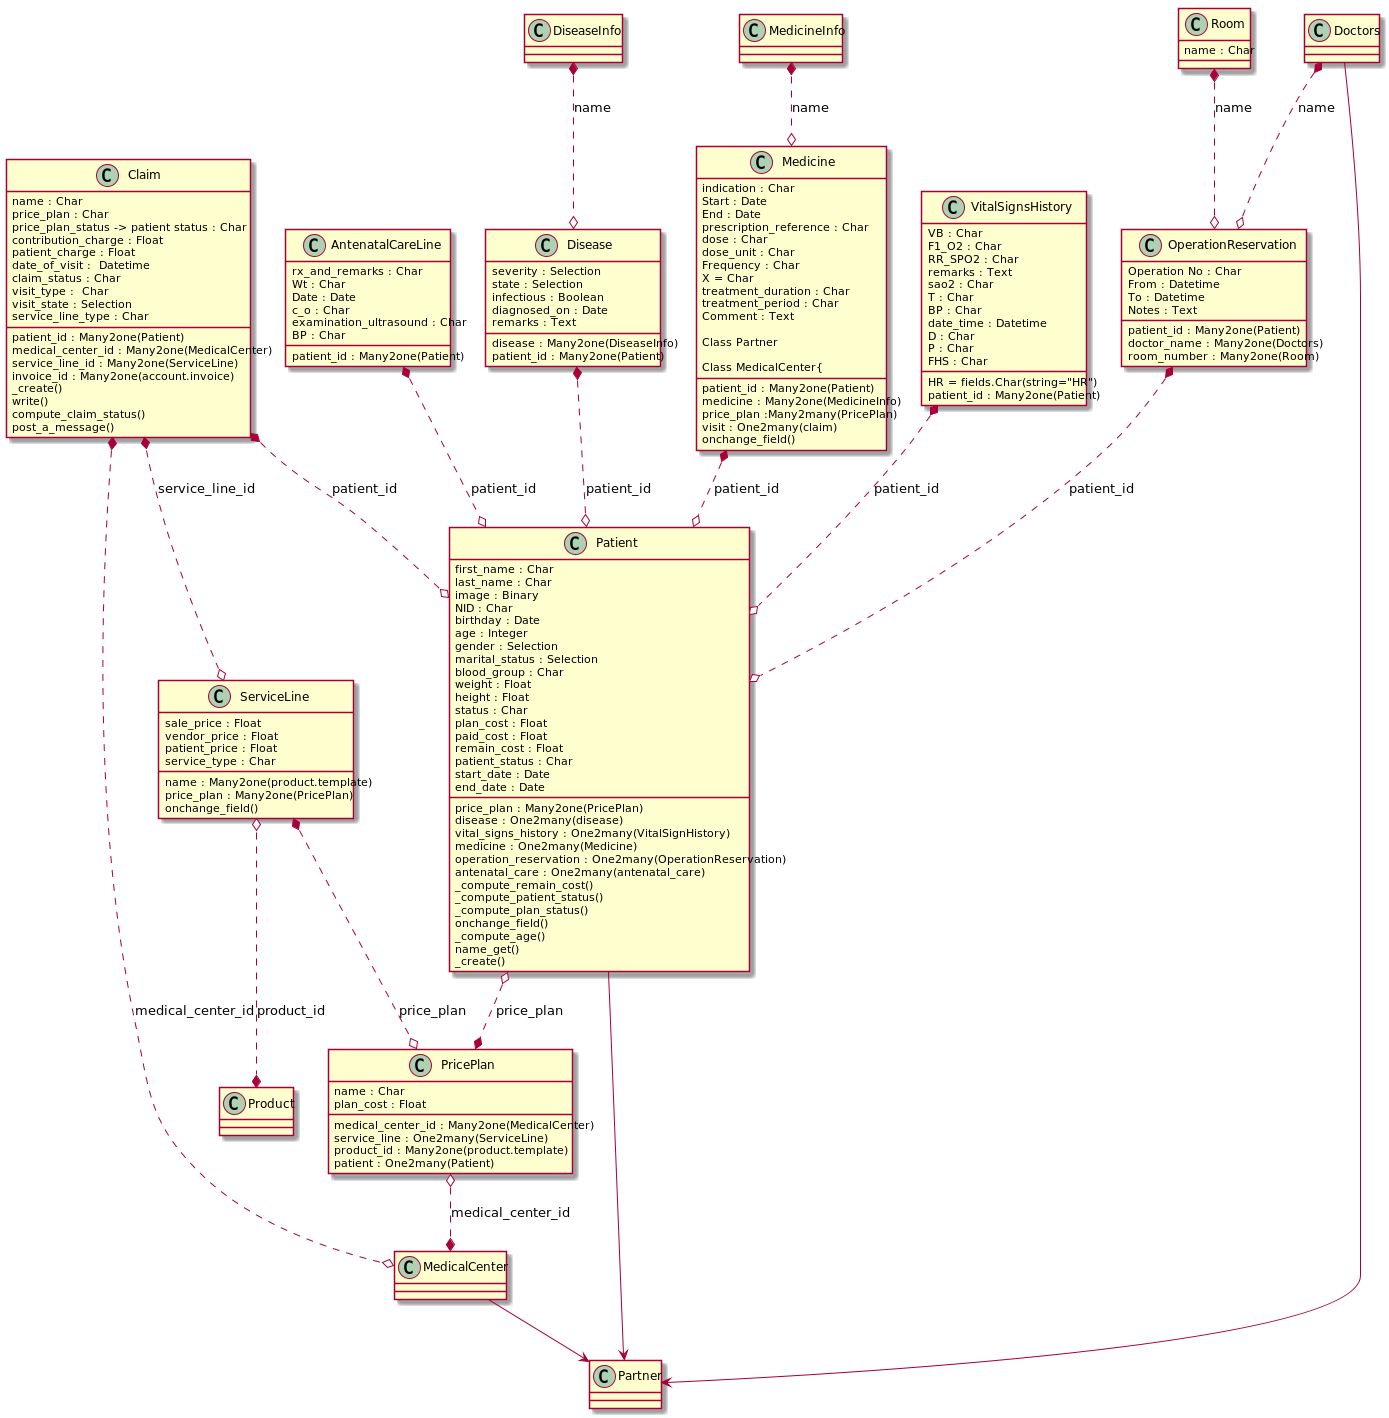 C DiseaseInfo
C MedicineInfo
C Room
name : Char
C Doctors
name
name
name
name
C Claim
name : Char
price_plan : Char
price_plan_status -> patient status : Char
contribution_charge : Float
patient_charge : Float
date_of_visit :  Datetime
claim_status : Char
visit_type :  Char
visit_state : Selection
service_line_type : Char
patient_id : Many2one(Patient)
medical_center_id : Many2one(MedicalCenter)
service_line_id : Many2one(ServiceLine)
invoice_id : Many2one(account.invoice)
_create()
write()
compute_claim_status()
post_a_message()
C AntenatalCareLine
rx_and_remarks : Char
Wt : Char
Date : Date
c_o : Char
examination_ultrasound : Char
BP : Char
patient_id : Many2one(Patient)
C Disease
severity : Selection
state : Selection
infectious : Boolean
diagnosed_on : Date
remarks : Text
disease : Many2one(DiseaseInfo)
patient_id : Many2one(Patient)
C Medicine
indication : Char
Start : Date
End : Date
prescription_reference : Char
dose : Char
dose_unit : Char
Frequency : Char
X = Char
treatment_duration : Char
treatment_period : Char
Comment : Text
Class Partner
Class MedicalCenter{
patient_id : Many2one(Patient)
medicine : Many2one(MedicineInfo)
price_plan :Many2many(PricePlan)
visit : One2many(claim)
onchange_field()
C VitalSignsHistory
VB : Char
F1_O2 : Char
RR_SPO2 : Char
remarks : Text
sao2 : Char
T : Char
BP : Char
date_time : Datetime
D : Char
P : Char
FHS : Char
HR = fields.Char(string="HR")
patient_id : Many2one(Patient)
C OperationReservation
Operation No : Char
From : Datetime
To : Datetime
Notes : Text
patient_id : Many2one(Patient)
doctor_name : Many2one(Doctors)
room_number : Many2one(Room)
service_line_id
patient_id
patient_id
patient_id
patient_id
patient_id
patient_id
C Patient
first_name : Char
last_name : Char
image : Binary
NID : Char
birthday : Date
age : Integer
gender : Selection
marital_status : Selection
blood_group : Char
weight : Float
height : Float
status : Char
plan_cost : Float
paid_cost : Float
remain_cost : Float
patient_status : Char
start_date : Date
end_date : Date
price_plan : Many2one(PricePlan)
disease : One2many(disease)
vital_signs_history : One2many(VitalSignHistory)
medicine : One2many(Medicine)
operation_reservation : One2many(OperationReservation)
antenatal_care : One2many(antenatal_care)
_compute_remain_cost()
_compute_patient_status()
_compute_plan_status()
onchange_field()
_compute_age()
name_get()
_create()
C ServiceLine
sale_price : Float
vendor_price : Float
patient_price : Float
service_type : Char
name : Many2one(product.template)
price_plan : Many2one(PricePlan)
onchange_field()
medical_center_id
product_id
price_plan
price_plan
C Product
C PricePlan
name : Char
plan_cost : Float
medical_center_id : Many2one(MedicalCenter)
service_line : One2many(ServiceLine)
product_id : Many2one(product.template)
patient : One2many(Patient)
medical_center_id
C MedicalCenter
C Partner